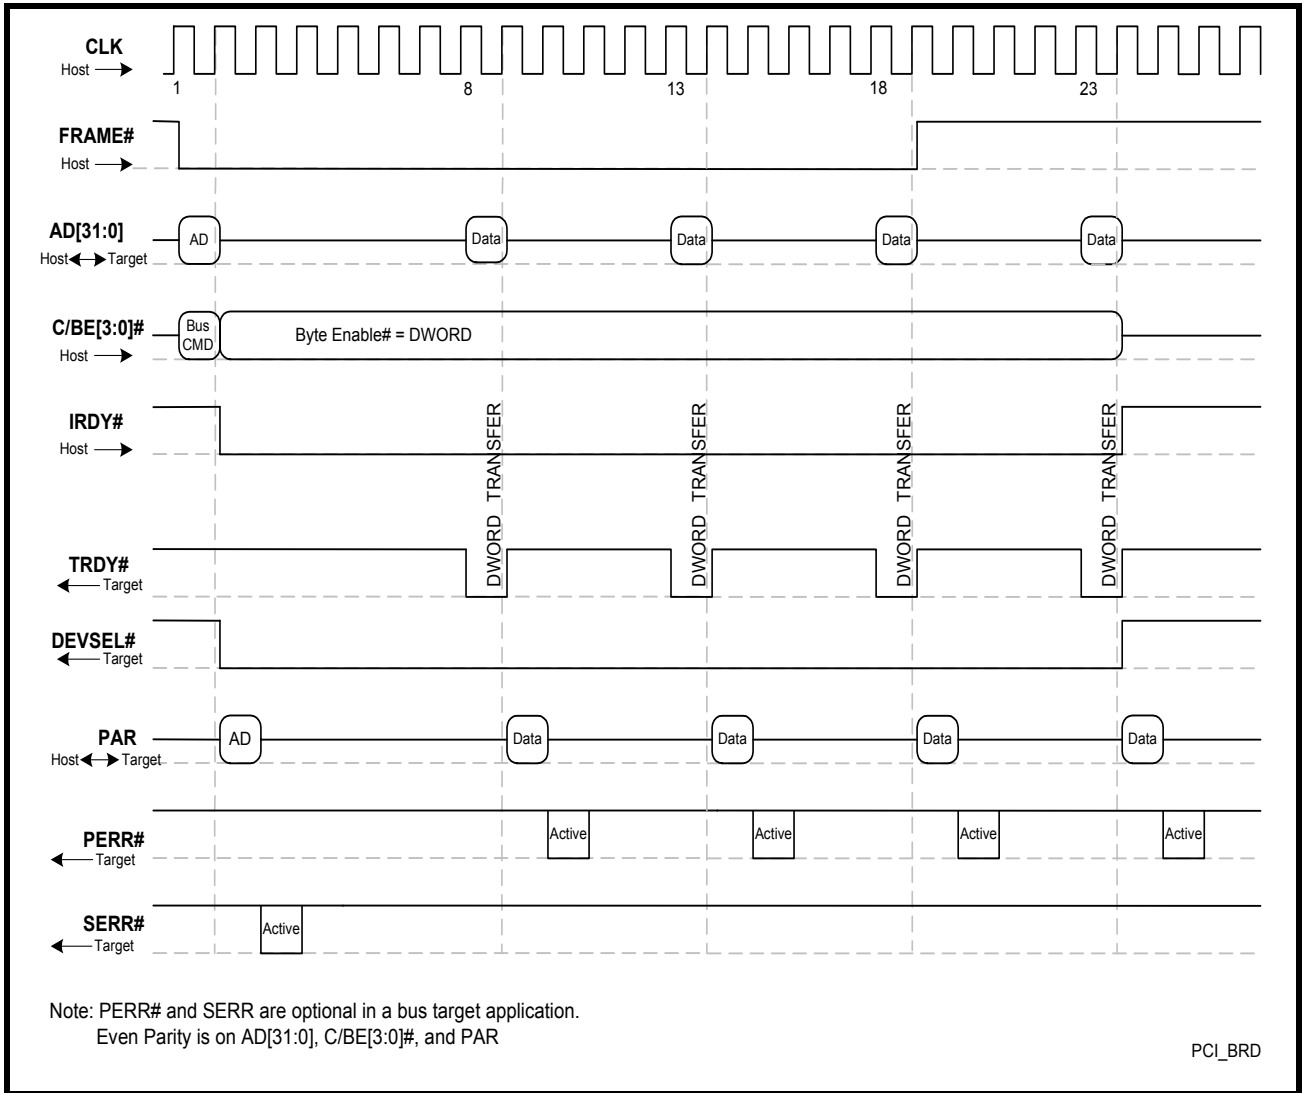 CLK
Host
1 8 13 18 23
FRAME#
Host
AD[31:0]
Host Target
AD Data Data Data Data
C/BE[3:0]#
Host
Bus
CMD
Byte Enable# = DWORD
IRDY#
Host
DWORD TRANSFER
DWORD TRANSFER
DWORD TRANSFER
DWORD TRANSFER
TRDY#
Target
DEVSEL#
Target
PAR
Host Target
AD Data Data Data Data
PERR#
Target
Active Active Active Active
SERR#
Target
Active
Note: PERR# and SERR are optional in a bus target application.
Even Parity is on AD[31:0], C/BE[3:0]#, and PAR
PCI_BRD